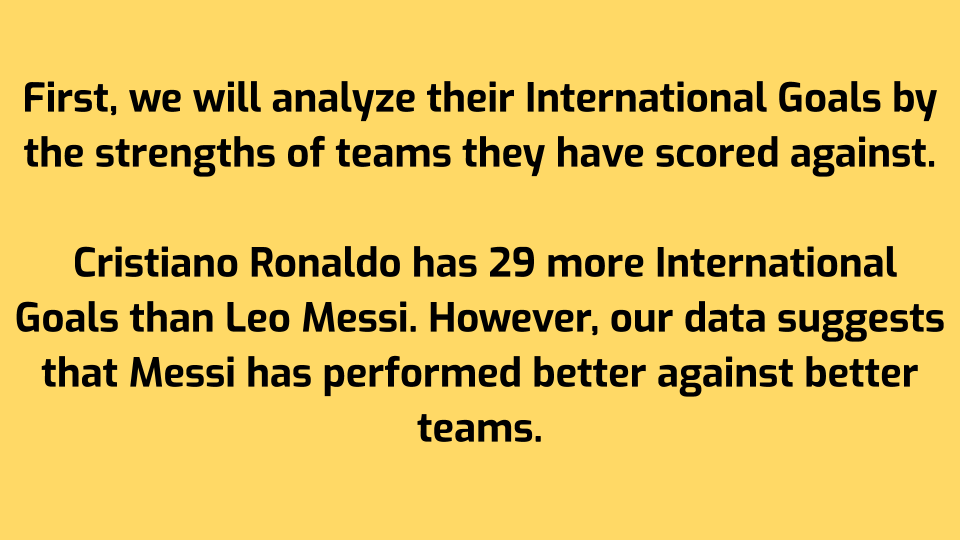 First, we will analyze their International Goals by
the strengths of teams they have scored against.
Cristiano Ronaldo has 29 more International
Goals than Leo Messi. However, our data suggests
that Messi has performed better against better
teams.